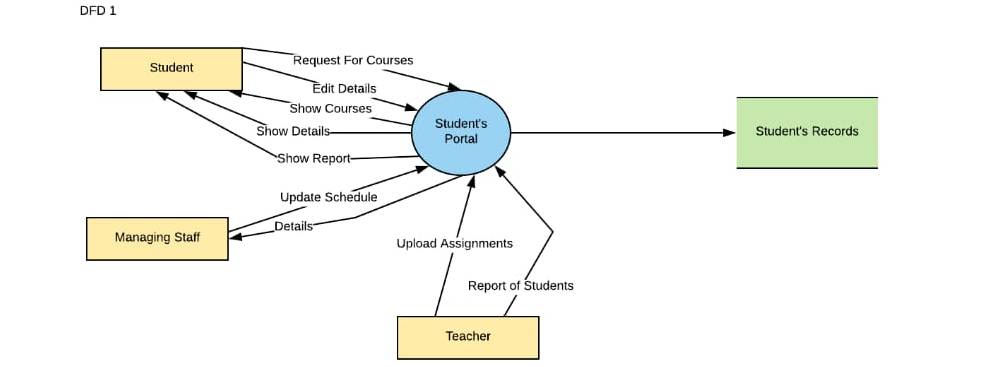 DFD 1
Student
Request For Courses
Edit Details
Show Courses
Show Details
Show Report
Student's
Portal
Student's Records
Update Schedule
Details
Managing Staff
Upload Assignments
Report of Students
Teacher